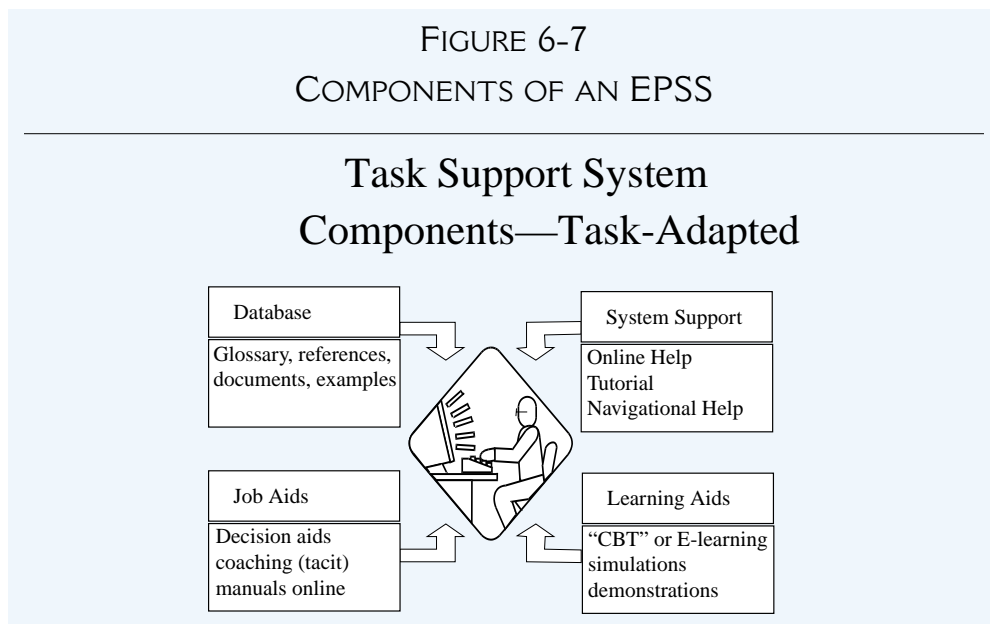 FIGURE 6-7
COMPONENTS OF AN EPSS
Task Support System
Components—Task-Adapted
Database
Glossary, references,
documents, examples
System Support
Online Help
Tutorial
Navigational Help
Job Aids
Decision aids
coaching (tacit)
manuals online
Learning Aids
“CBT” or E-learning
simulations
demonstrations